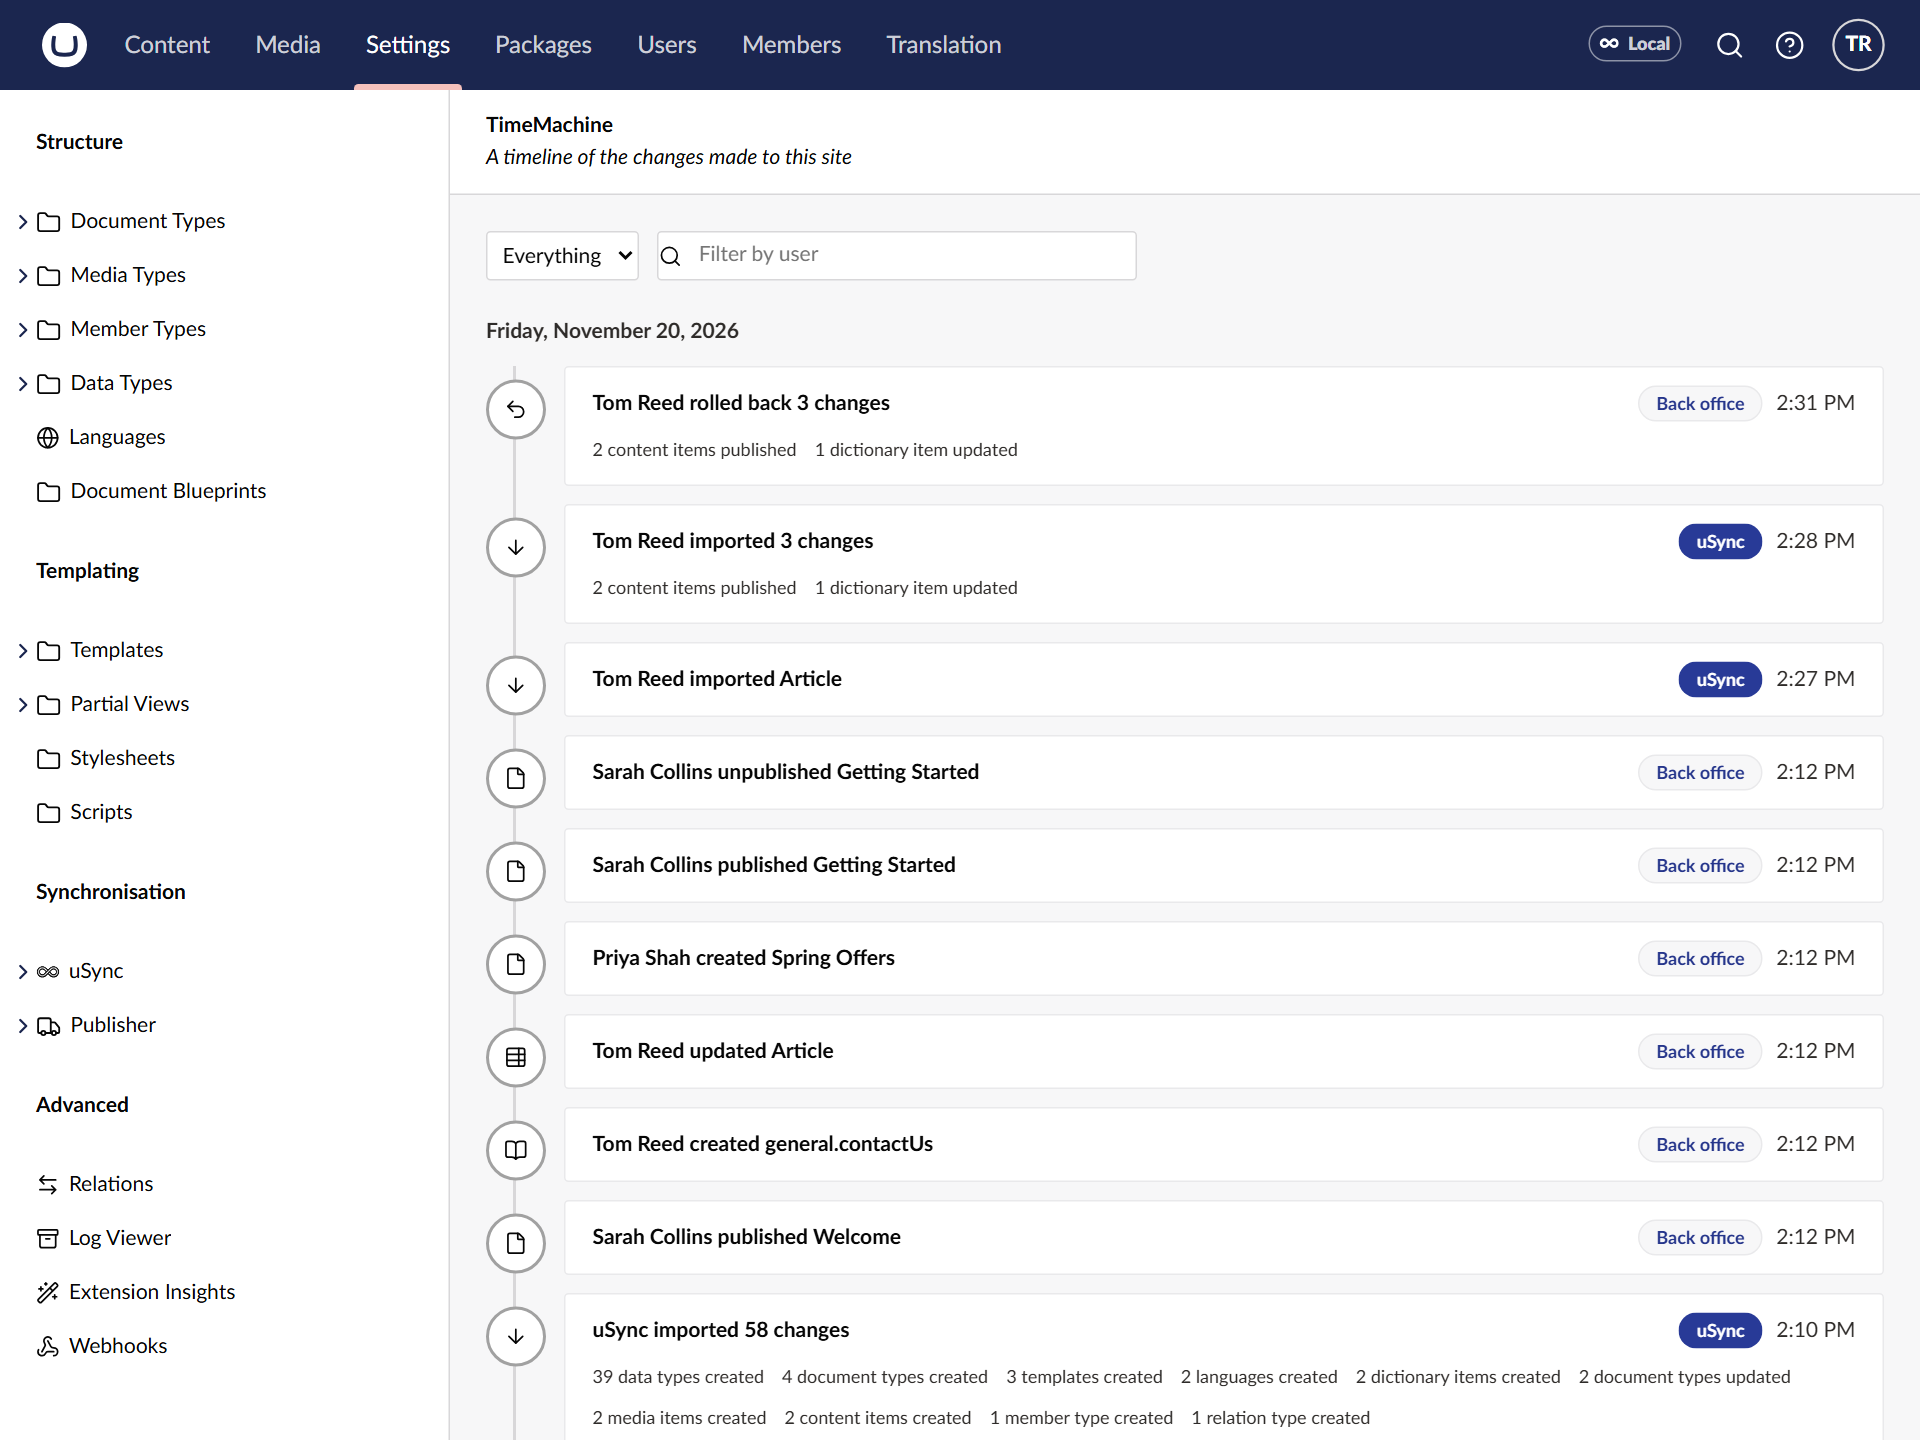 Content Media Settings Packages Users Members Translation
Local TR
Structure
Document Types
Media Types
Member Types
Data Types
Languages
Document Blueprints
Templating
Templates
Partial Views
Stylesheets
Scripts
Synchronisation
uSync
Publisher
Advanced
Relations
Log Viewer
Extension Insights
Webhooks
TimeMachine
A timeline of the changes made to this site
Everything Filter by user
Friday, November 20, 2026
Tom Reed rolled back 3 changes Back office 2:31 PM
2 content items published 1 dictionary item updated
Tom Reed imported 3 changes uSync 2:28 PM
2 content items published 1 dictionary item updated
Tom Reed imported Article uSync 2:27 PM
Sarah Collins unpublished Getting Started Back office 2:12 PM
Sarah Collins published Getting Started Back office 2:12 PM
Priya Shah created Spring Offers Back office 2:12 PM
Tom Reed updated Article Back office 2:12 PM
Tom Reed created general.contactUs Back office 2:12 PM
Sarah Collins published Welcome Back office 2:12 PM
uSync imported 58 changes uSync 2:10 PM
39 data types created 4 document types created 3 templates created 2 languages created 2 dictionary items created 2 document types updated
2 media items created 2 content items created 1 member type created 1 relation type created